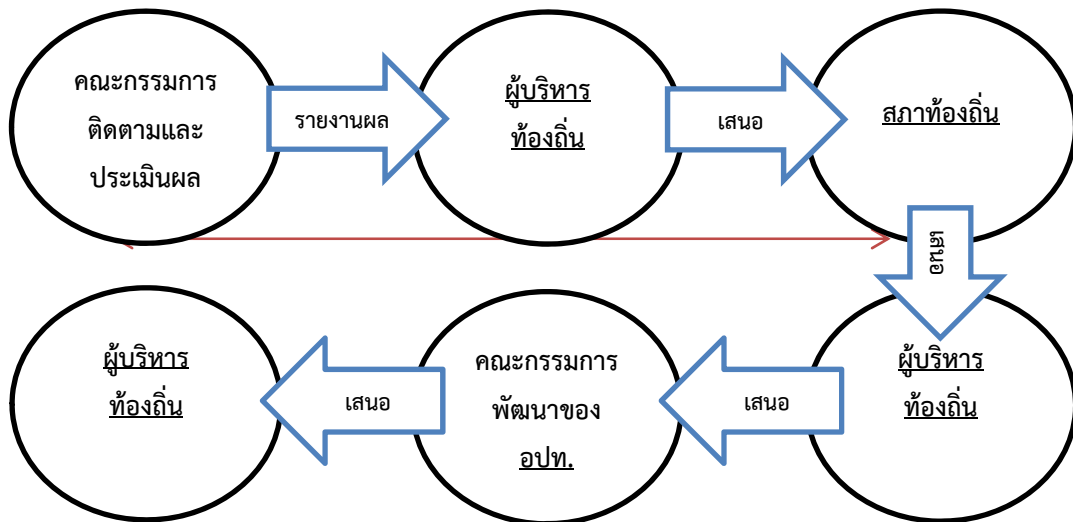 คณะกรรมการ
ติดตามและ
ประเมินผล
รายงานผล
ผู้บริหาร
ท้องถิ่น
เสนอ
สภาท้องถิ่น
เสนอ
ผู้บริหาร
ท้องถิ่น
เสนอ
คณะกรรมการ
พัฒนาของ
อปท.
เสนอ
ผู้บริหาร
ท้องถิ่น